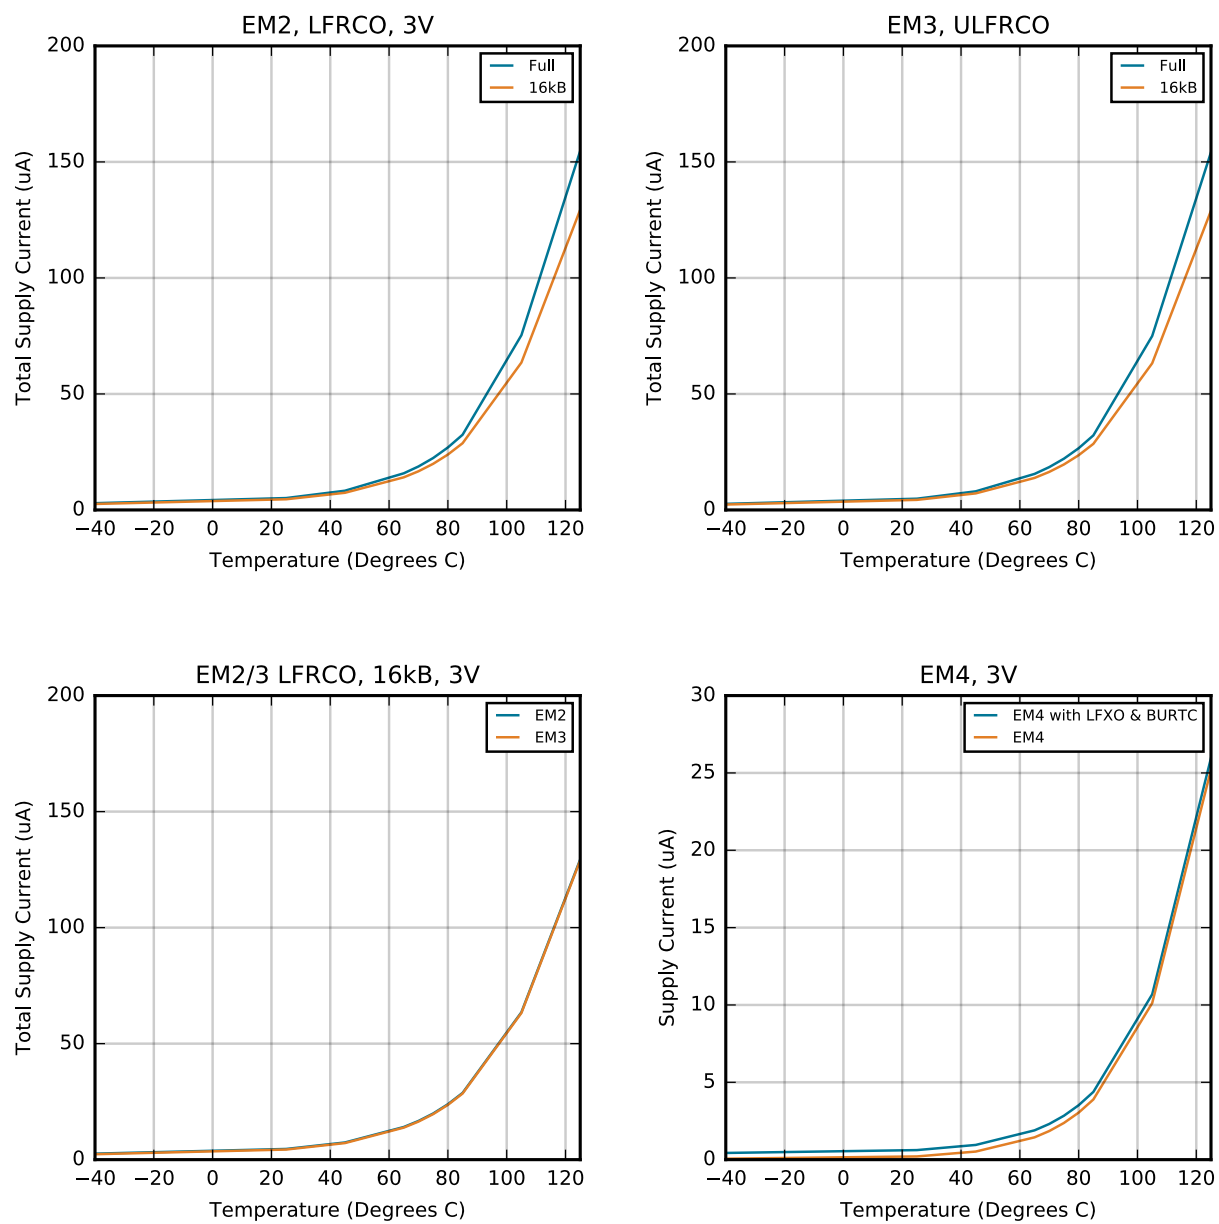 EM2, LFRCO, 3V
200
150
100
50
0
Total Supply Current (uA)
Full
16kB
−40 −20 0 20 40 60 80 100 120
Temperature (Degrees C)
EM3, ULFRCO
200
150
100
50
0
Total Supply Current (uA)
Full
16kB
−40 −20 0 20 40 60 80 100 120
Temperature (Degrees C)
EM2/3 LFRCO, 16kB, 3V
200
150
100
50
0
Total Supply Current (uA)
EM2
EM3
−40 −20 0 20 40 60 80 100 120
Temperature (Degrees C)
EM4, 3V
30
25
20
15
10
5
0
Supply Current (uA)
EM4 with LFXO & BURTC
EM4
−40 −20 0 20 40 60 80 100 120
Temperature (Degrees C)